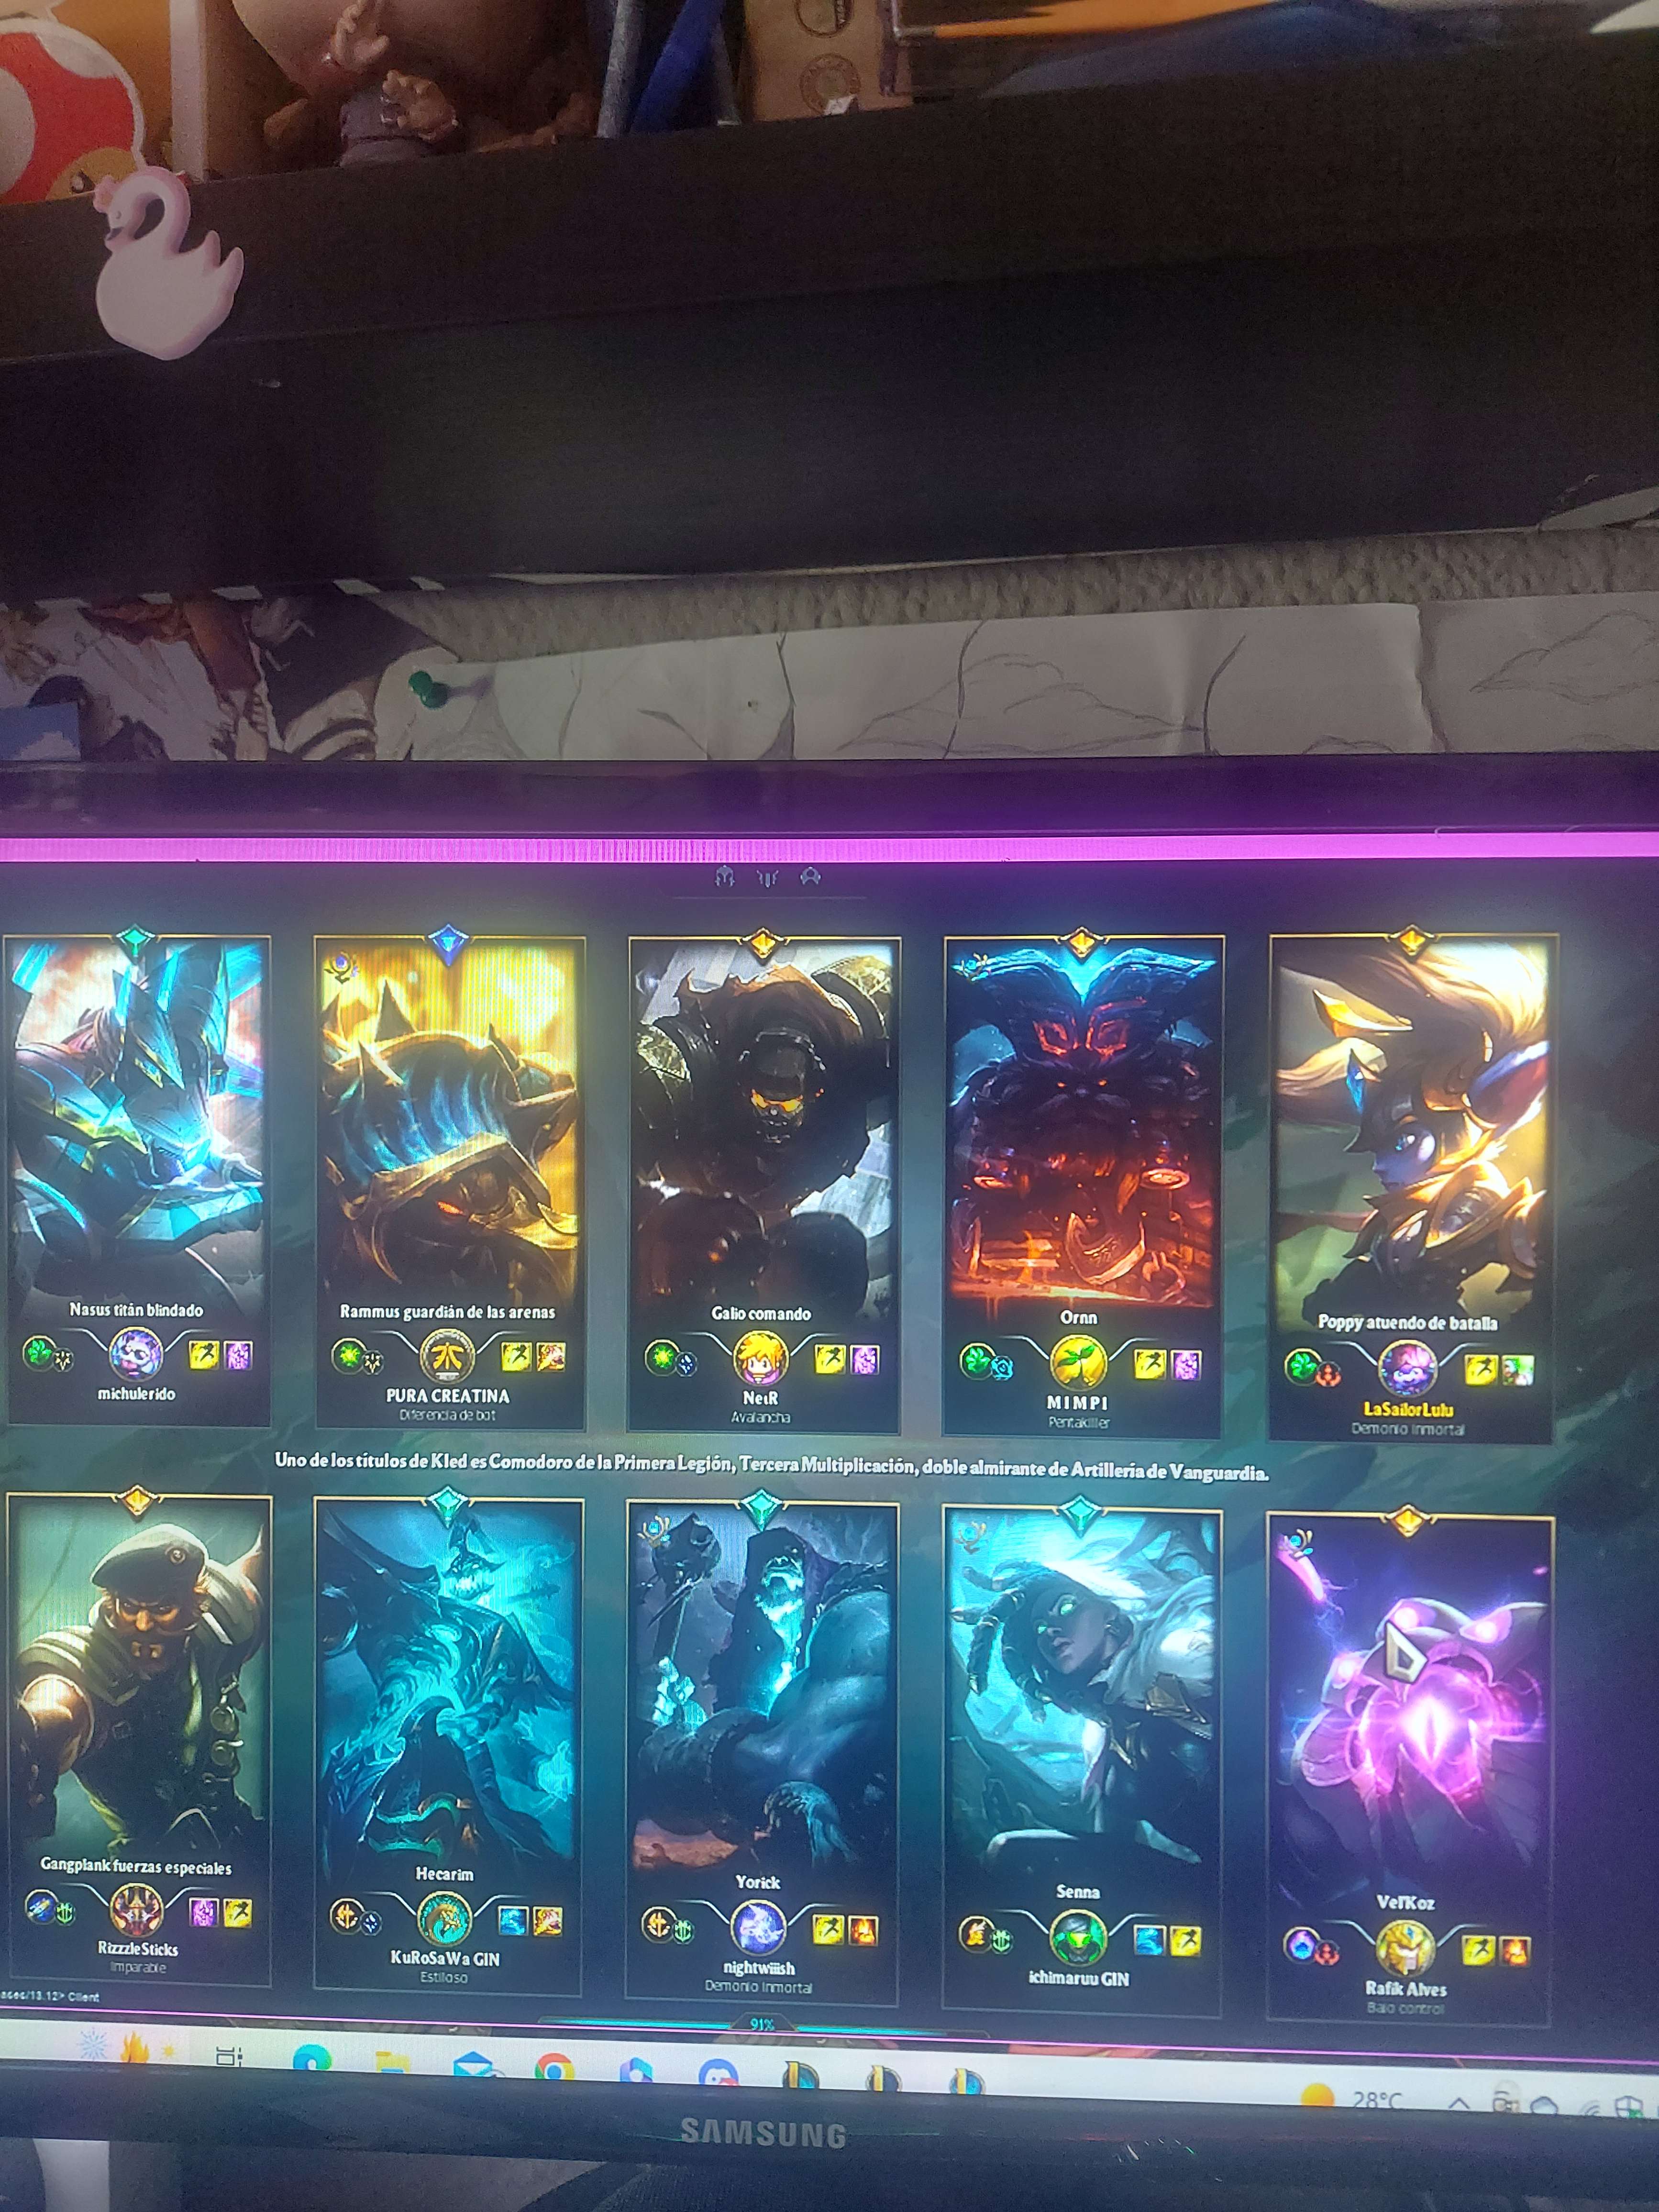 Nasus titán blindado
michulerido
Rammus guardián de las arenas
PURA CREATINA
Diferencia de bot
Galio comando
NeiR
Avalancha
Ornn
MIMPI
Pentakiller
Poppy atuendo de batalla
LaSailorLulu
Demonio Inmortal
Uno de los títulos de Kled es Comodoro de la Primera Legión, Tercera Multiplicación, doble almirante de Artillería de Vanguardia.
Gangplank fuerzas especiales
RizzzleSticks
Imparable
Hecarim
KuRoSaWa GIN
Estiloso
Yorick
nightwiiish
Demonio Inmortal
Senna
ichimaruu GIN
Vel'Koz
Rafik Alves
Bajo control
13.12> Client
91%
28°C
SAMSUNG